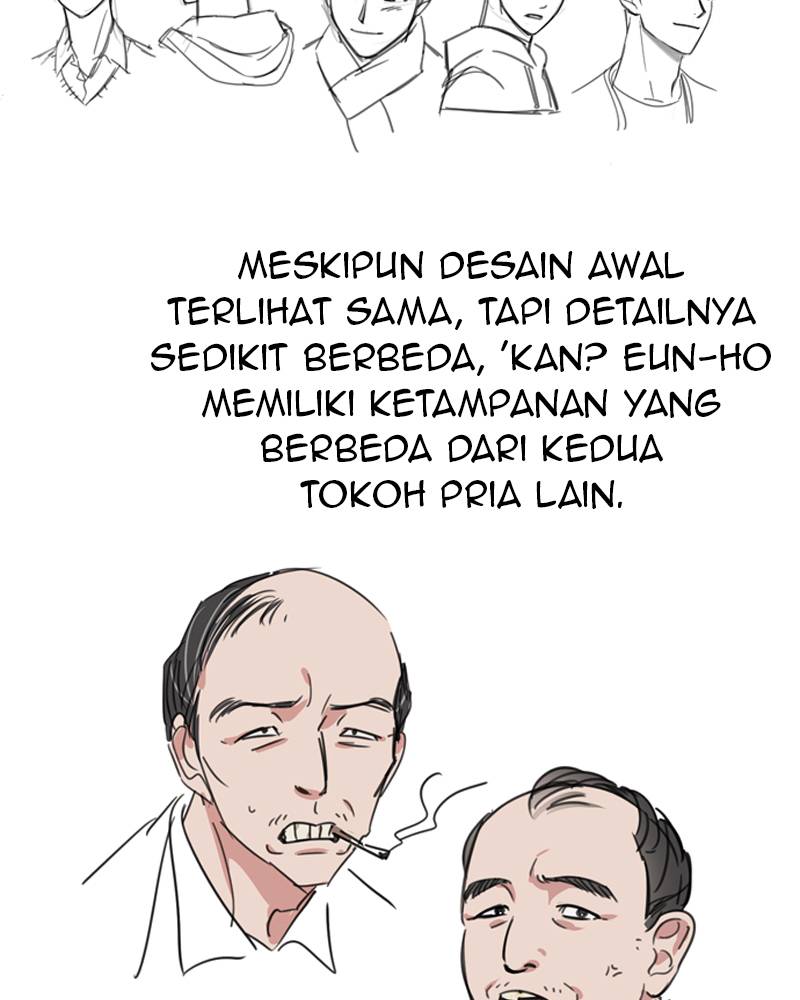 MESKIPUN DESAIN AWAL
TERLIHAT SAMA, TAPI DETAILNYA
SEDIKIT BERBEDA, 'KAN? EUN-HO
MEMILIKI KETAMPANAN YANG
BERBEDA DARI KEDUA
TOKOH PRIA LAIN.